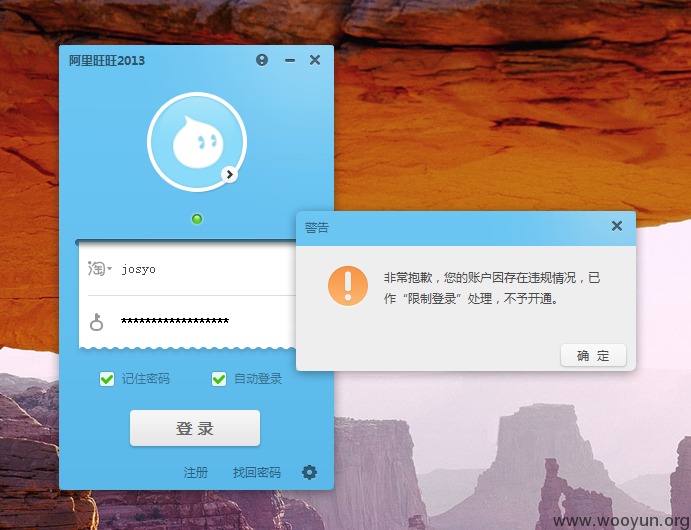 阿里旺旺2013
淘 josyo
******************
记住密码 自动登录
登 录
注册 找回密码
警告
非常抱歉，您的账户因存在违规情况，已
作“限制登录”处理，不予开通。
确 定
www.wooyun.org